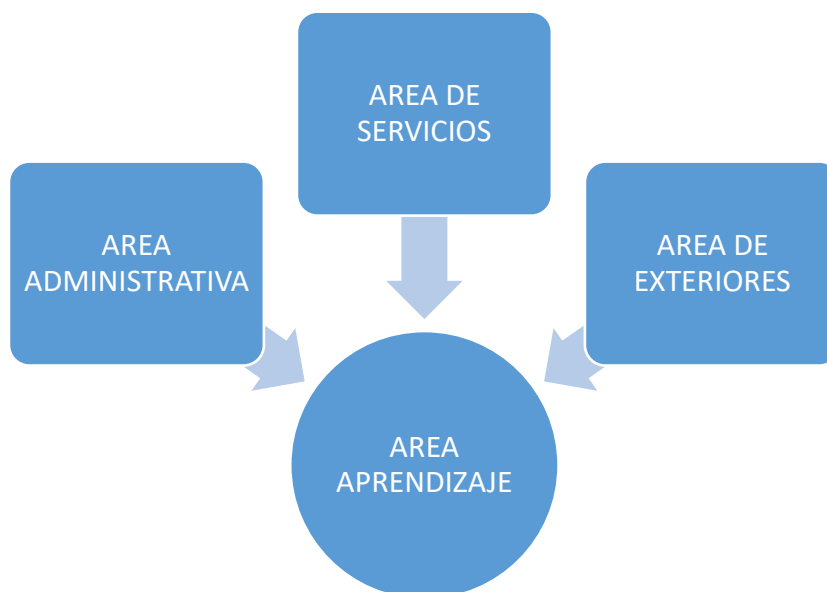 AREA DE
SERVICIOS
AREA
ADMINISTRATIVA
AREA DE
EXTERIORES
AREA
APRENDIZAJE